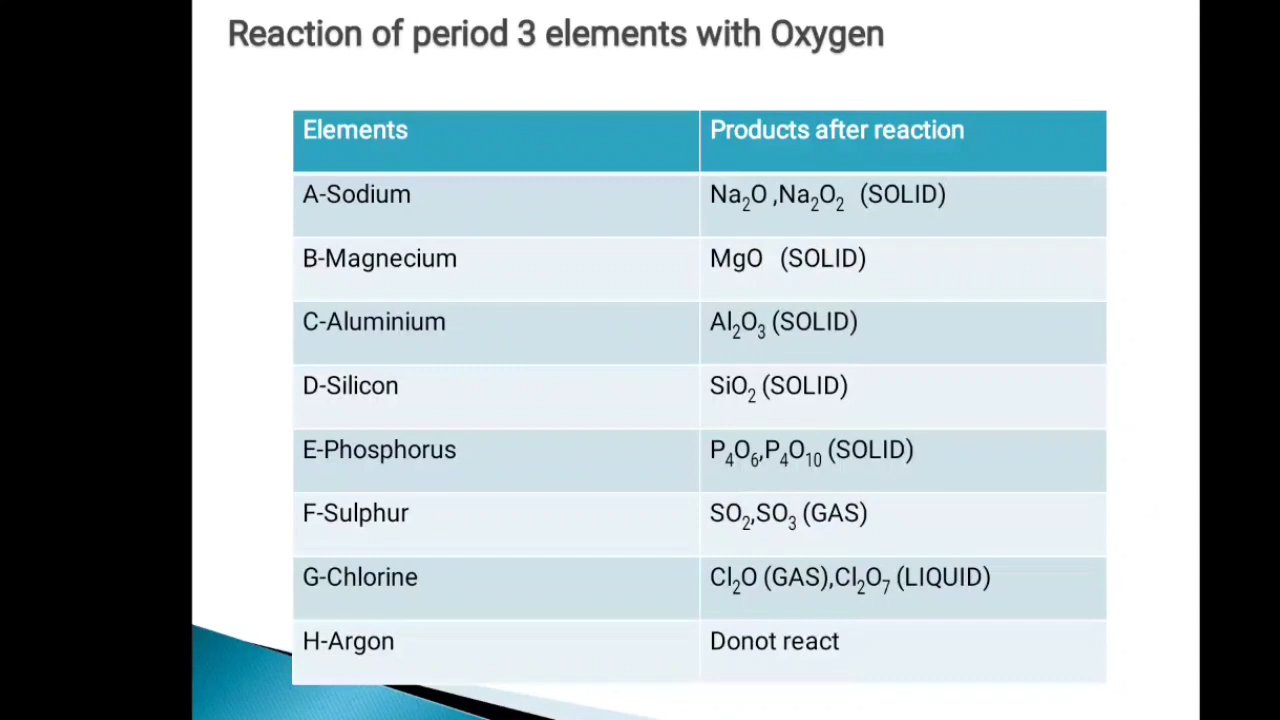 Reaction of period 3 elements with Oxygen
Elements
Products after reaction
A-Sodium
Na₂O ,Na₂O₂ (SOLID)
B-Magnecium
MgO (SOLID)
C-Aluminium
Al₂O₃ (SOLID)
D-Silicon
SiO₂ (SOLID)
E-Phosphorus
P₄O₆,P₄O₁₀ (SOLID)
F-Sulphur
SO₂,SO₃ (GAS)
G-Chlorine
Cl₂O (GAS),Cl₂O₇ (LIQUID)
H-Argon
Donot react